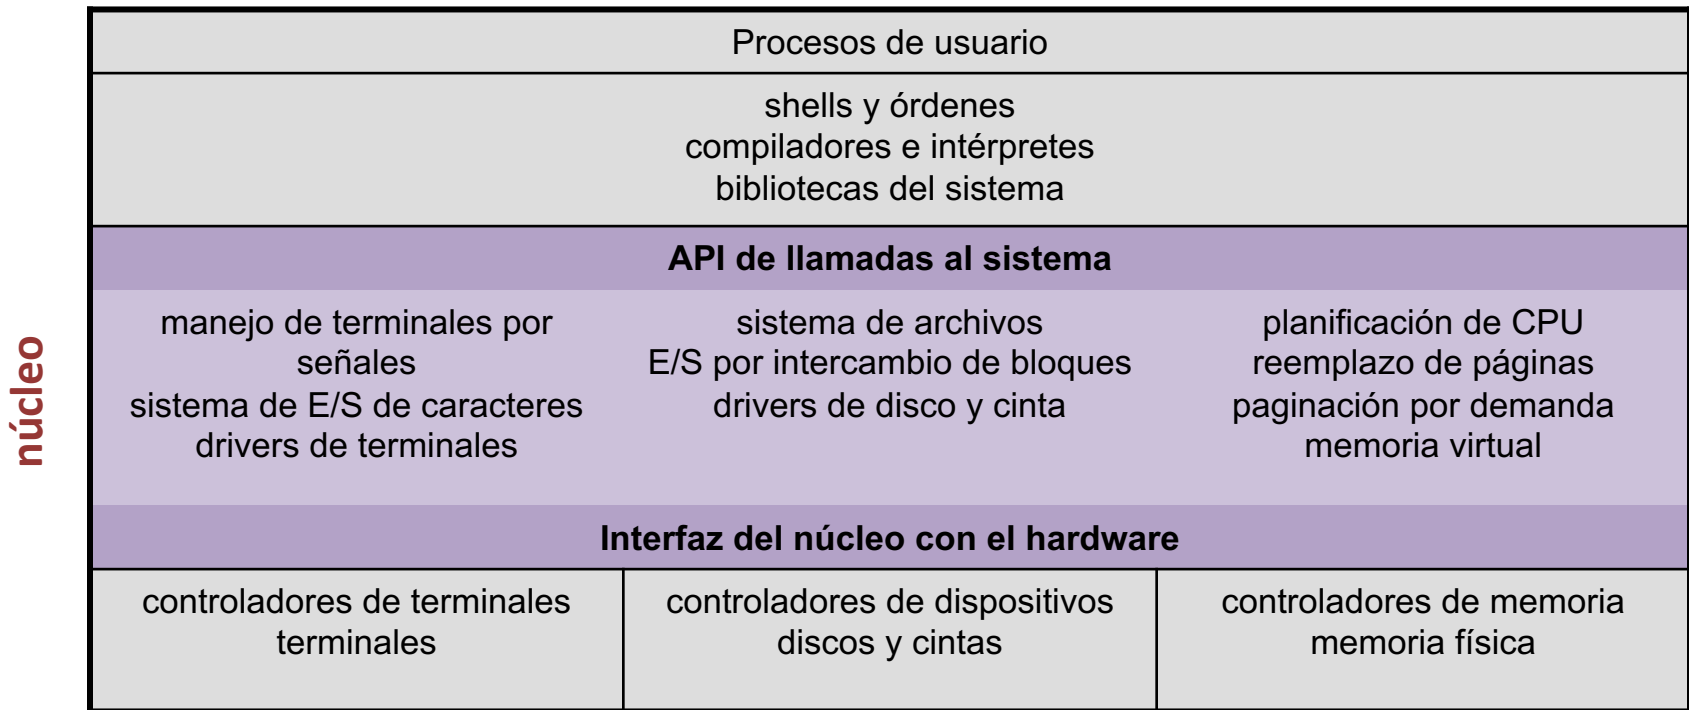 Procesos de usuario
shells y órdenes
compiladores e intérpretes
bibliotecas del sistema
núcleo
API de llamadas al sistema
manejo de terminales por
señales
sistema de E/S de caracteres
drivers de terminales
sistema de archivos
E/S por intercambio de bloques
drivers de disco y cinta
planificación de CPU
reemplazo de páginas
paginación por demanda
memoria virtual
Interfaz del núcleo con el hardware
controladores de terminales
terminales
controladores de dispositivos
discos y cintas
controladores de memoria
memoria física